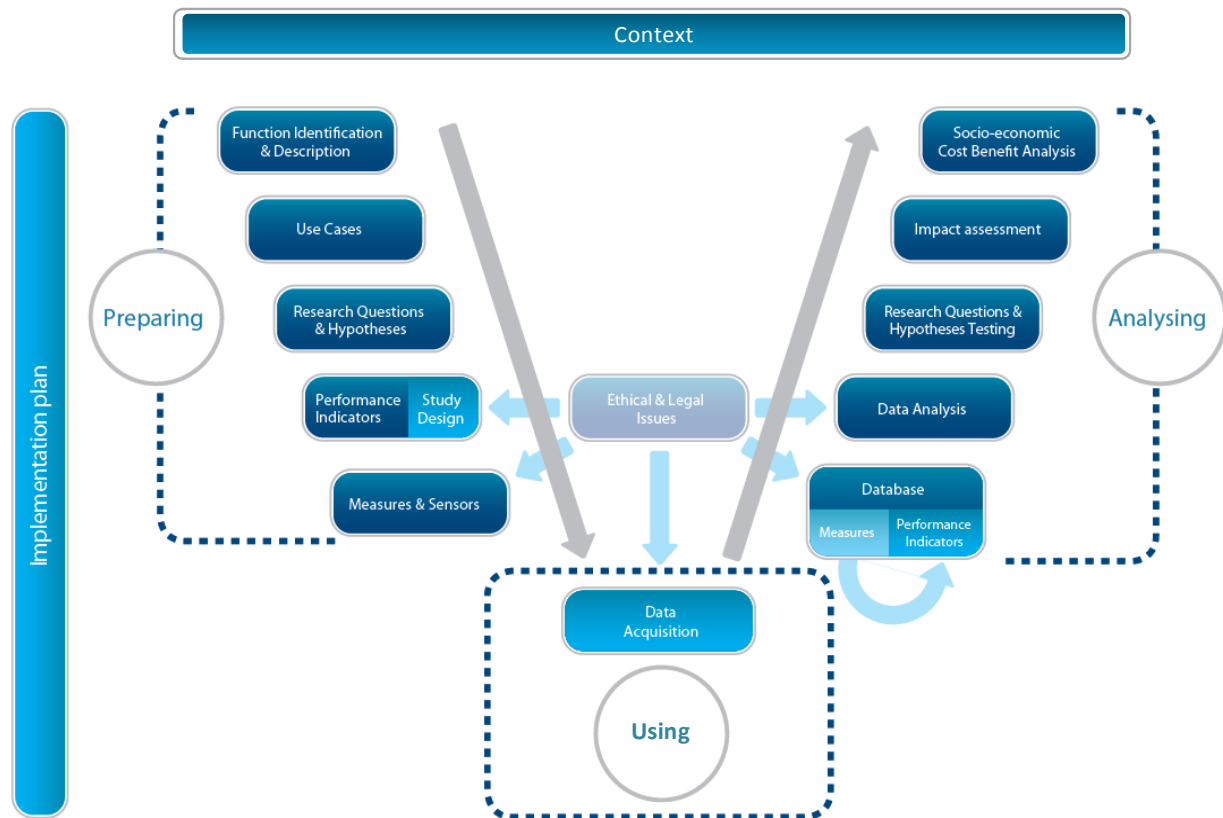 Context
Implementation plan
Function Identification
& Description
Use Cases
Research Questions
& Hypotheses
Performance
Indicators
Study
Design
Measures & Sensors
Preparing
Ethical & Legal
Issues
Data
Acquisition
Using
Socio-economic
Cost Benefit Analysis
Impact assessment
Research Questions &
Hypotheses Testing
Data Analysis
Database
Measures
Performance
Indicators
Analysing